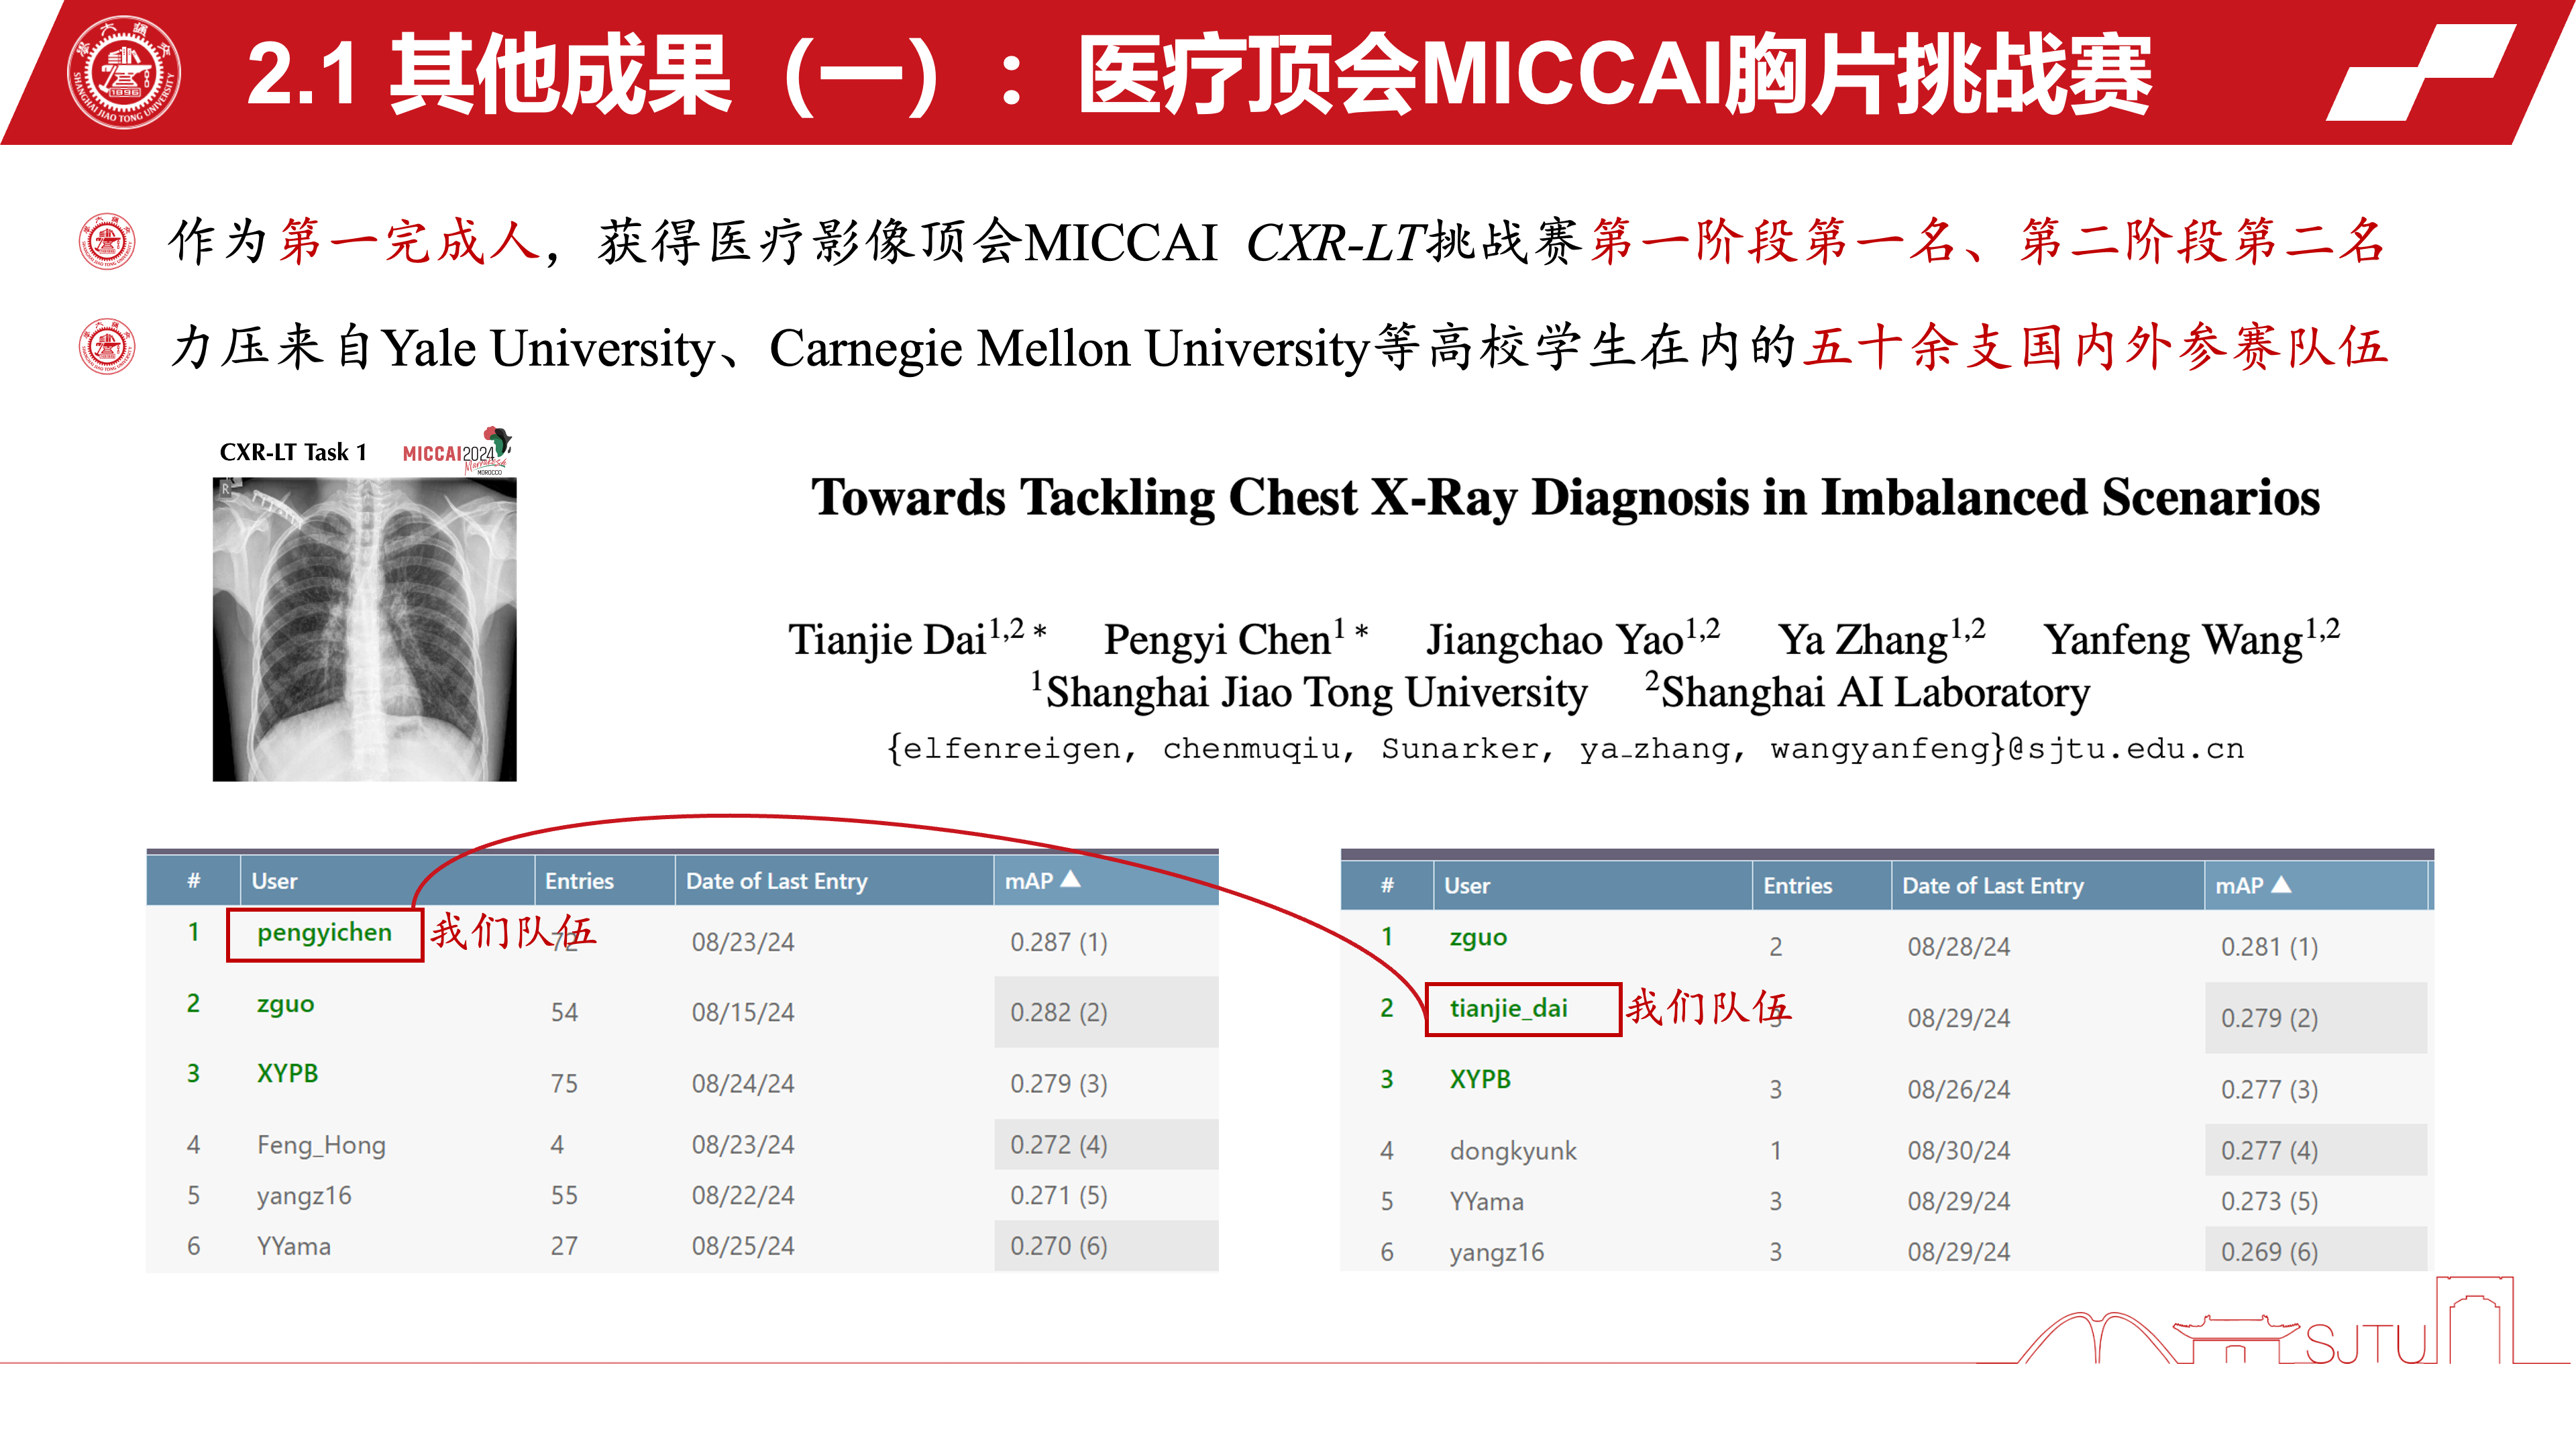 2.1 其他成果（一）：医疗顶会MICCAI胸片挑战赛
SHANGHAI JIAO TONG UNIVERSITY
1896
作为第一完成人，获得医疗影像顶会MICCAI CXR-LT挑战赛第一阶段第一名、第二阶段第二名
力压来自Yale University、Carnegie Mellon University等高校学生在内的五十余支国内外参赛队伍
CXR-LT Task 1
MICCAI2024
Marrakesh
MOROCCO
R
Towards Tackling Chest X-Ray Diagnosis in Imbalanced Scenarios
Tianjie Dai1,2 * Pengyi Chen1 * Jiangchao Yao1,2 Ya Zhang1,2 Yanfeng Wang1,2
1Shanghai Jiao Tong University 2Shanghai AI Laboratory
{elfenreigen, chenmuqiu, Sunarker, ya_zhang, wangyanfeng}@sjtu.edu.cn
# User Entries Date of Last Entry mAP ▲
1 pengyichen 我们队伍 72 08/23/24 0.287 (1)
2 zguo 54 08/15/24 0.282 (2)
3 XYPB 75 08/24/24 0.279 (3)
4 Feng_Hong 4 08/23/24 0.272 (4)
5 yangz16 55 08/22/24 0.271 (5)
6 YYama 27 08/25/24 0.270 (6)
# User Entries Date of Last Entry mAP ▲
1 zguo 2 08/28/24 0.281 (1)
2 tianjie_dai 我们队伍 08/29/24 0.279 (2)
3 XYPB 3 08/26/24 0.277 (3)
4 dongkyunk 1 08/30/24 0.277 (4)
5 YYama 3 08/29/24 0.273 (5)
6 yangz16 3 08/29/24 0.269 (6)
SJTU